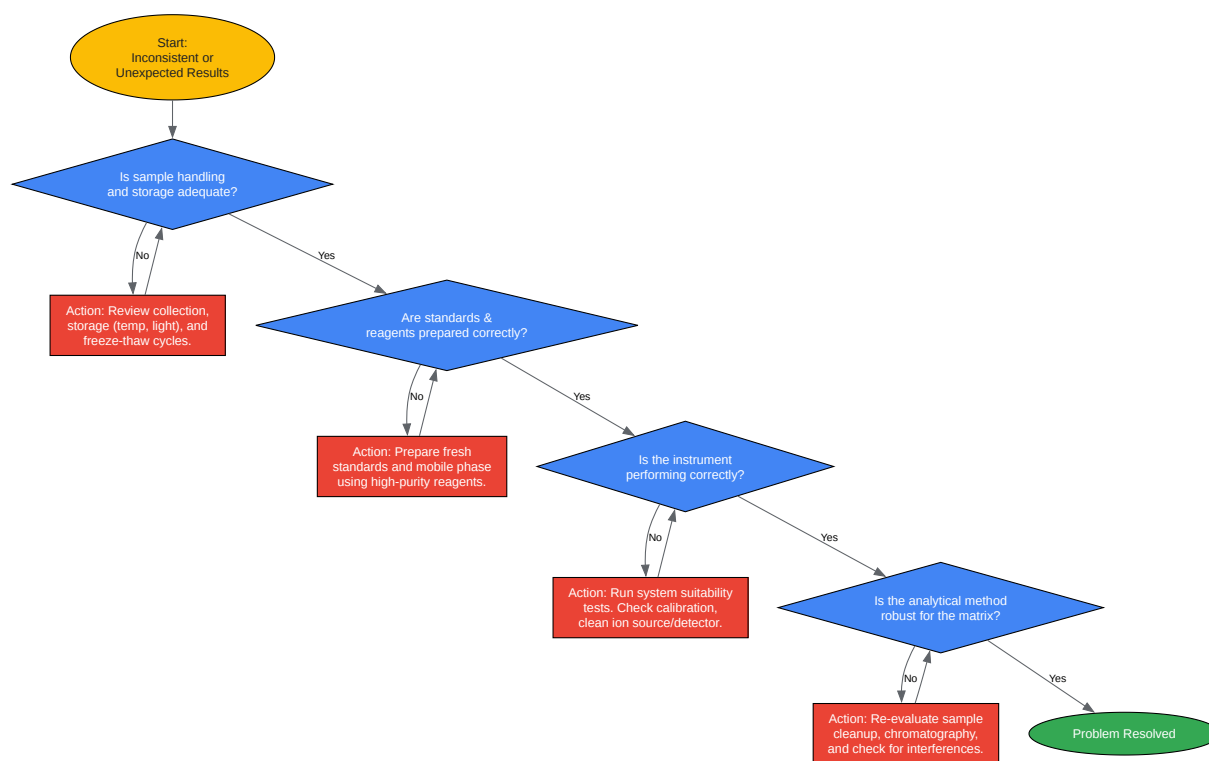 Start:
Inconsistent or
Unexpected Results
Is sample handling
and storage adequate?
No
Yes
Action: Review collection,
storage (temp, light), and
freeze-thaw cycles.
Are standards &
reagents prepared correctly?
No
Yes
Action: Prepare fresh
standards and mobile phase
using high-purity reagents.
Is the instrument
performing correctly?
No
Yes
Action: Run system suitability
tests. Check calibration,
clean ion source/detector.
Is the analytical method
robust for the matrix?
No
Yes
Action: Re-evaluate sample
cleanup, chromatography,
and check for interferences.
Problem Resolved